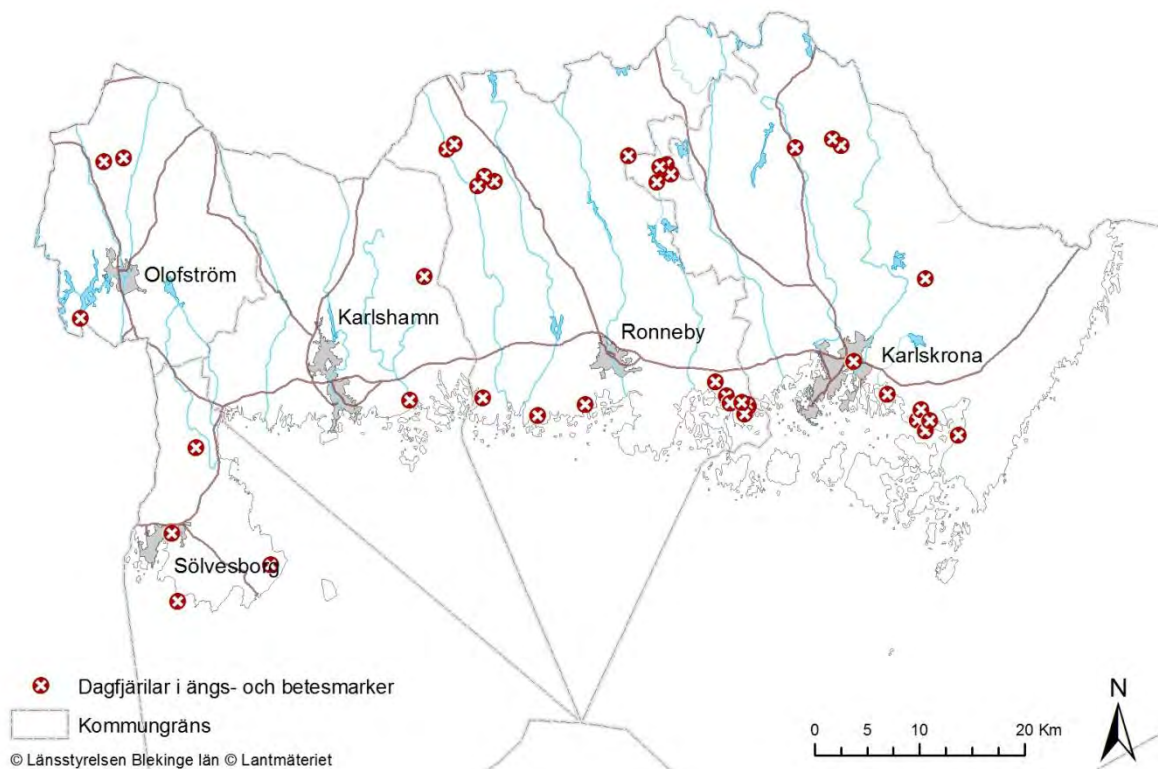 Olofström
Karlshamn
Ronneby
Karlskrona
Sölvesborg
Dagfjärilar i ängs- och betesmarker
Kommungräns
© Länsstyrelsen Blekinge län © Lantmäteriet
0 5 10 20 Km
N